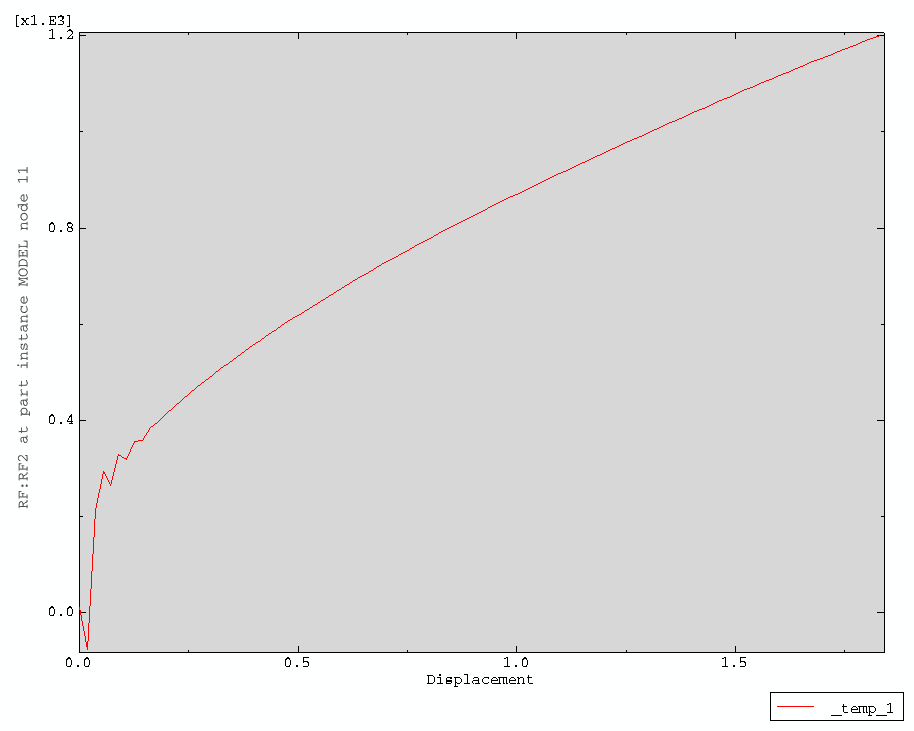 [x1.E3]
1.2
0.8
0.4
0.0
RF:RF2 at part instance MODEL node 11
0.0 0.5 1.0 1.5
Displacement
_temp_1